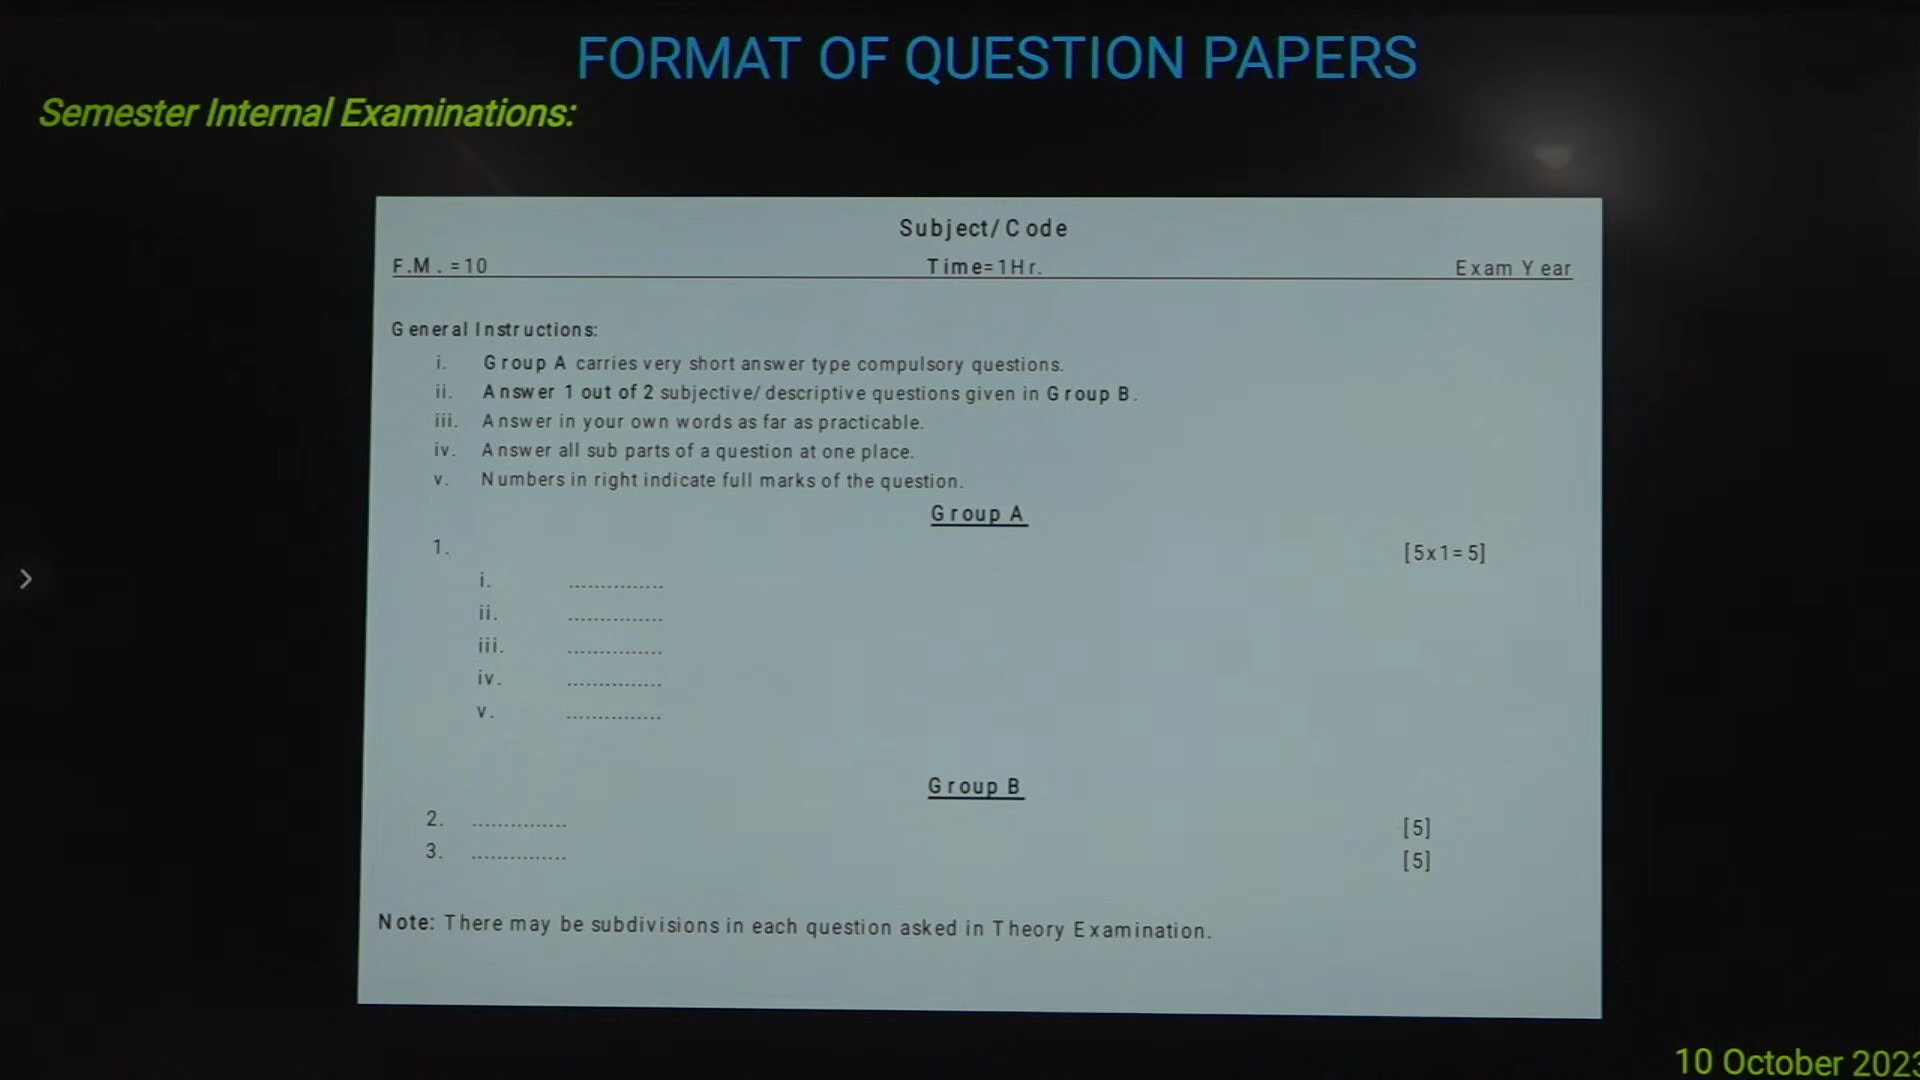 FORMAT OF QUESTION PAPERS
Semester Internal Examinations:
Subject/Code
F.M. =10 Time=1Hr. Exam Year
General Instructions:
i. Group A carries very short answer type compulsory questions.
ii. Answer 1 out of 2 subjective/descriptive questions given in Group B.
iii. Answer in your own words as far as practicable.
iv. Answer all sub parts of a question at one place.
v. Numbers in right indicate full marks of the question.
Group A
1. [5x1=5]
i. ...............
ii. ...............
iii. ...............
iv. ...............
v. ...............
Group B
2. ............... [5]
3. ............... [5]
Note: There may be subdivisions in each question asked in Theory Examination.
10 October 2023